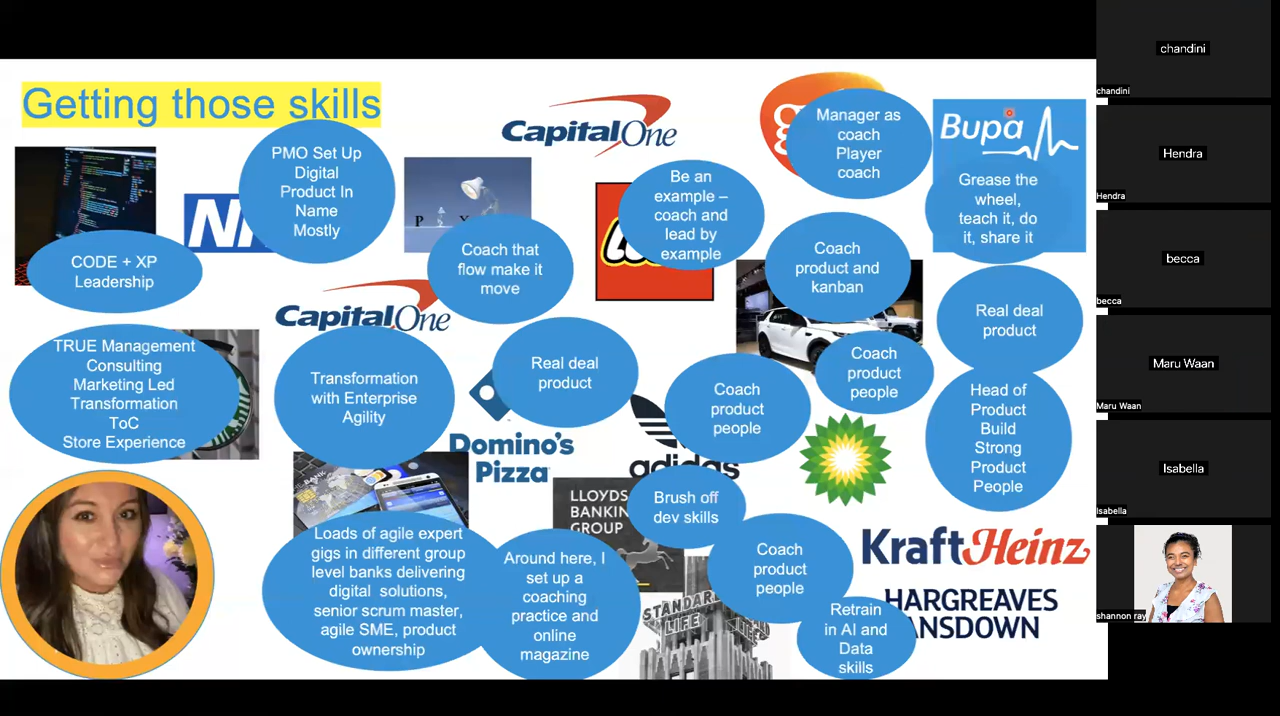 Getting those skills
PMO Set Up
Digital
Product In
Name
Mostly
CODE + XP
Leadership
TRUE Management
Consulting
Marketing Led
Transformation
ToC
Store Experience
CapitalOne
Coach that
flow make it
move
CapitalOne
Transformation
with Enterprise
Agility
Be an
example –
coach and
lead by
example
Manager as
coach
Player
coach
Bupa
Grease the
wheel,
teach it, do
it, share it
Coach
product and
kanban
Real deal
product
Real deal
product
Domino's
Pizza
Coach
product
people
adidas
Coach
product
people
Head of
Product
Build
Strong
Product
People
Loads of agile expert
gigs in different group
level banks delivering
digital solutions,
senior scrum master,
agile SME, product
ownership
Around here, I
set up a
coaching
practice and
online
magazine
LLOYDS
BANKING
GROUP
Brush off
dev skills
STANDARD
LIFE
Coach
product
people
Retrain
in AI and
Data
skills
KraftHeinz
HARGREAVES
ANSDOWN
chandini
chandini
Hendra
Hendra
becca
becca
Maru Waan
Maru Waan
Isabella
Isabella
shannon ray